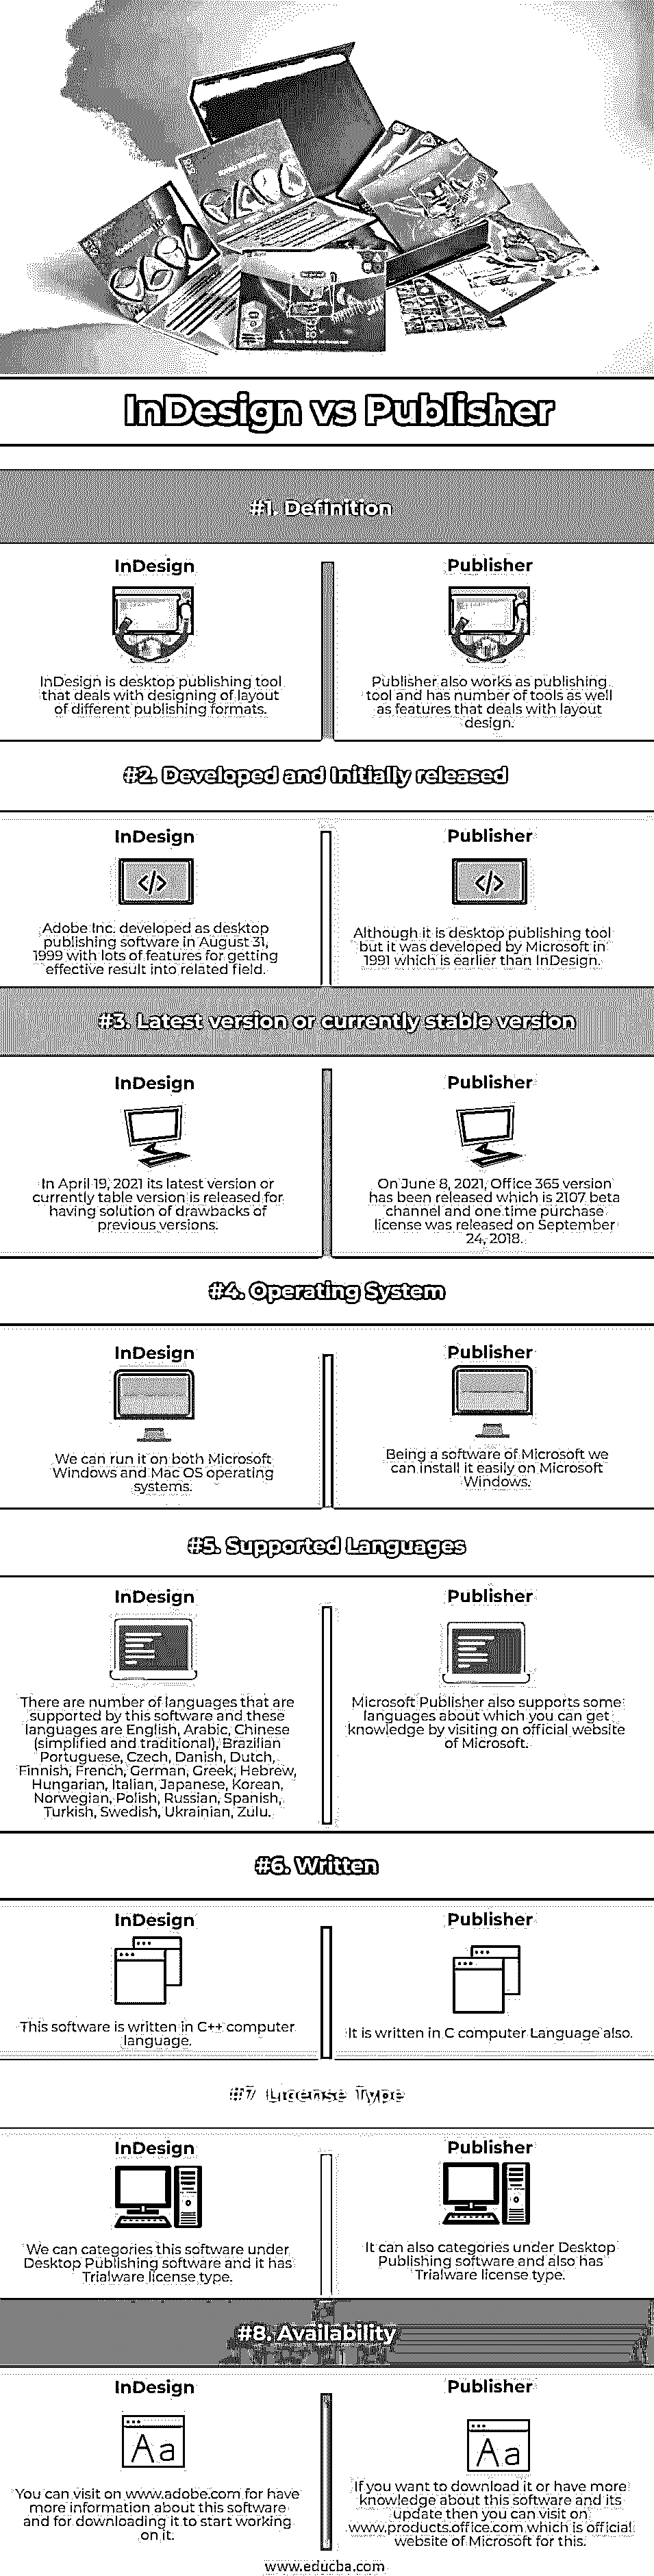 InDesign vs Publisher
#1. Definition
InDesign
InDesign is desktop publishing tool
that deals with designing of layout
of different publishing formats.
Publisher
Publisher also works as publishing
tool and has number of tools as well
as features that deals with layout
design.
#2. Developed and Initially released
InDesign
Adobe Inc. developed as desktop
publishing software in August 31,
1999 with lots of features for getting
effective result into related field.
Publisher
Although it is desktop publishing tool
but it was developed by Microsoft in
1991 which is earlier than InDesign.
#3. Latest version or currently stable version
InDesign
In April 19, 2021 its latest version or
currently table version is released for
having solution of drawbacks of
previous versions.
Publisher
On June 8, 2021, Office 365 version
has been released which is 2107 beta
channel and one time purchase
license was released on September
24, 2018.
#4. Operating System
InDesign
We can run it on both Microsoft
Windows and Mac OS operating
systems.
Publisher
Being a software of Microsoft we
can install it easily on Microsoft
Windows.
#5. Supported Languages
InDesign
There are number of languages that are
supported by this software and these
languages are English, Arabic, Chinese
(simplified and traditional), Brazilian
Portuguese, Czech, Danish, Dutch,
Finnish, French, German, Greek, Hebrew,
Hungarian, Italian, Japanese, Korean,
Norwegian, Polish, Russian, Spanish,
Turkish, Swedish, Ukrainian, Zulu.
Publisher
Microsoft Publisher also supports some
languages about which you can get
knowledge by visiting on official website
of Microsoft.
#6. Written
InDesign
This software is written in C++ computer
language.
Publisher
It is written in C computer Language also.
#7 License Type
InDesign
We can categories this software under
Desktop Publishing software and it has
Trialware license type.
Publisher
It can also categories under Desktop
Publishing software and also has
Trialware license type.
#8. Availability
InDesign
Aa
You can visit on www.adobe.com for have
more information about this software
and for downloading it to start working
on it.
Publisher
Aa
If you want to download it or have more
knowledge about this software and its
update then you can visit on
www.products.office.com which is official
website of Microsoft for this.
www.educba.com